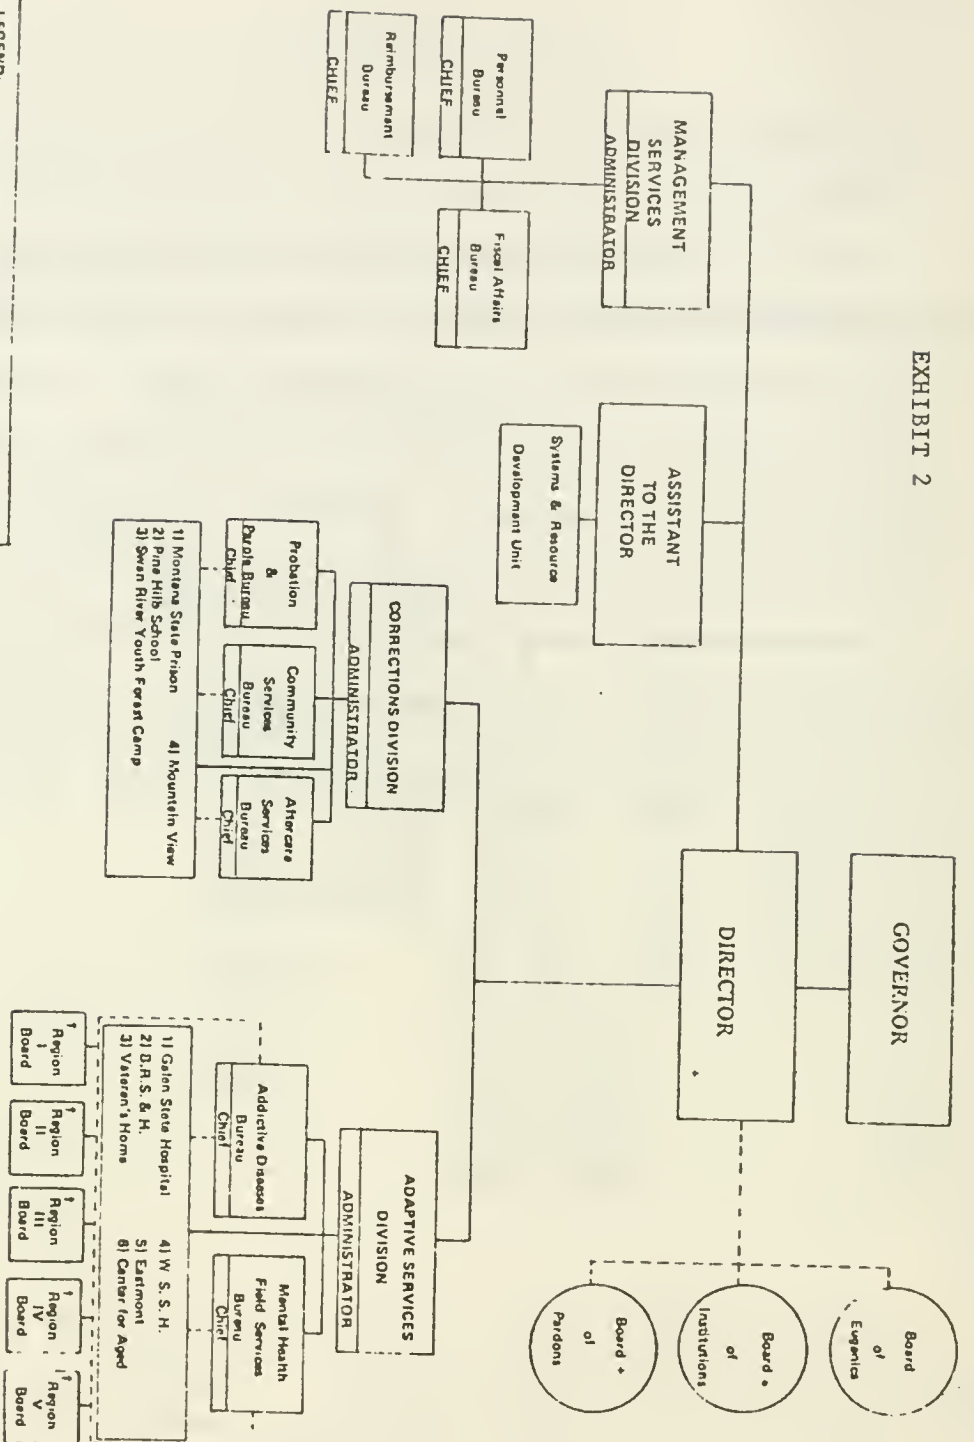 EXHIBIT 2
GOVERNOR
DIRECTOR
+
Board
of
Eugenics
Board +
of
Institutions
Board +
of
Pardons
MANAGEMENT
SERVICES
DIVISION
ADMINISTRATOR
Personnel
Bureau
CHIEF
Reimbursement
Bureau
CHIEF
Fiscal Affairs
Bureau
CHIEF
ASSISTANT
TO THE
DIRECTOR
Systems & Resource
Development Unit
CORRECTIONS DIVISION
ADMINISTRATOR
Probation
&
Parole Bureau
Chief
Community
Services
Bureau
Chief
Aftercare
Services
Bureau
Chief
1) Montana State Prison
2) Pine Hills School
3) Swan River Youth Forest Camp
4) Mountain View
ADAPTIVE SERVICES
DIVISION
ADMINISTRATOR
Addictive Diseases
Bureau
Chief
Mental Health
Field Services
Bureau
Chief
1) Galen State Hospital
2) B.R.S. & H.
3) Veteran's Home
4) W. S. S. H.
5) Eastmont
6) Center for Aged
† Region
I
Board
† Region
II
Board
† Region
III
Board
† Region
IV
Board
† Region
V
Board
LEGEND: